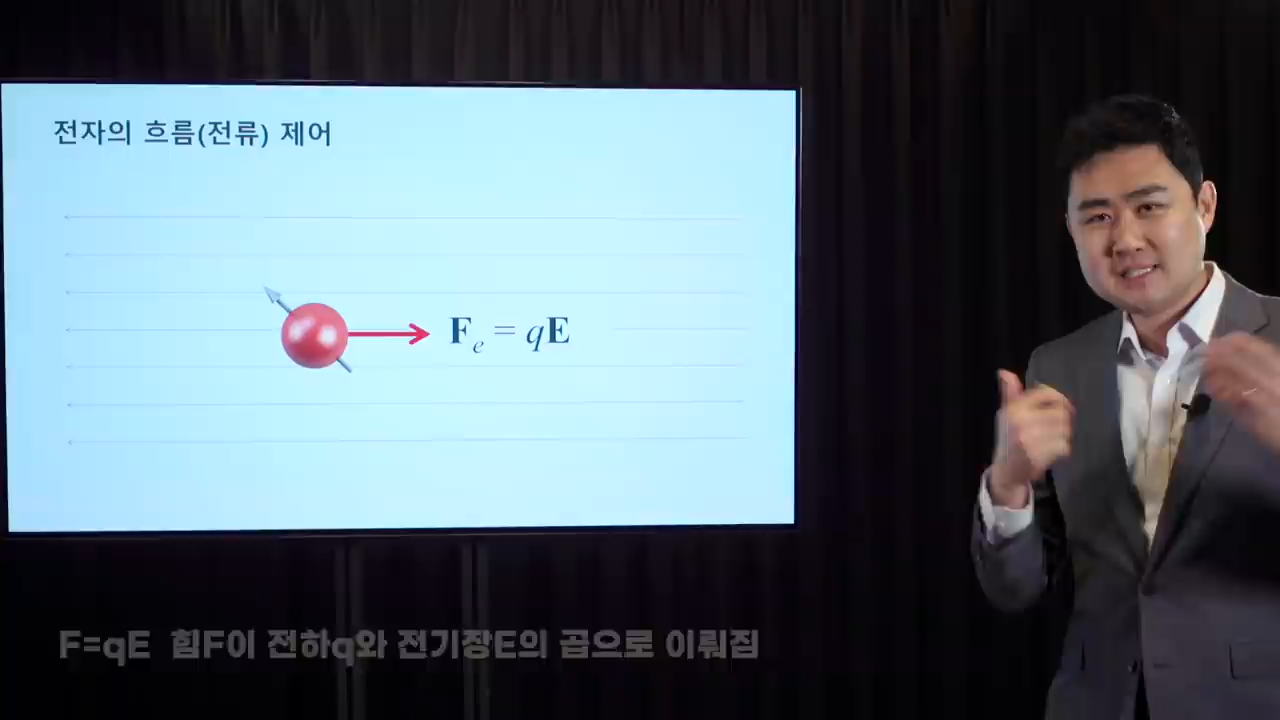 전자의 흐름(전류) 제어
Fₑ = qE
F=qE 힘F이 전하q와 전기장E의 곱으로 이뤄짐